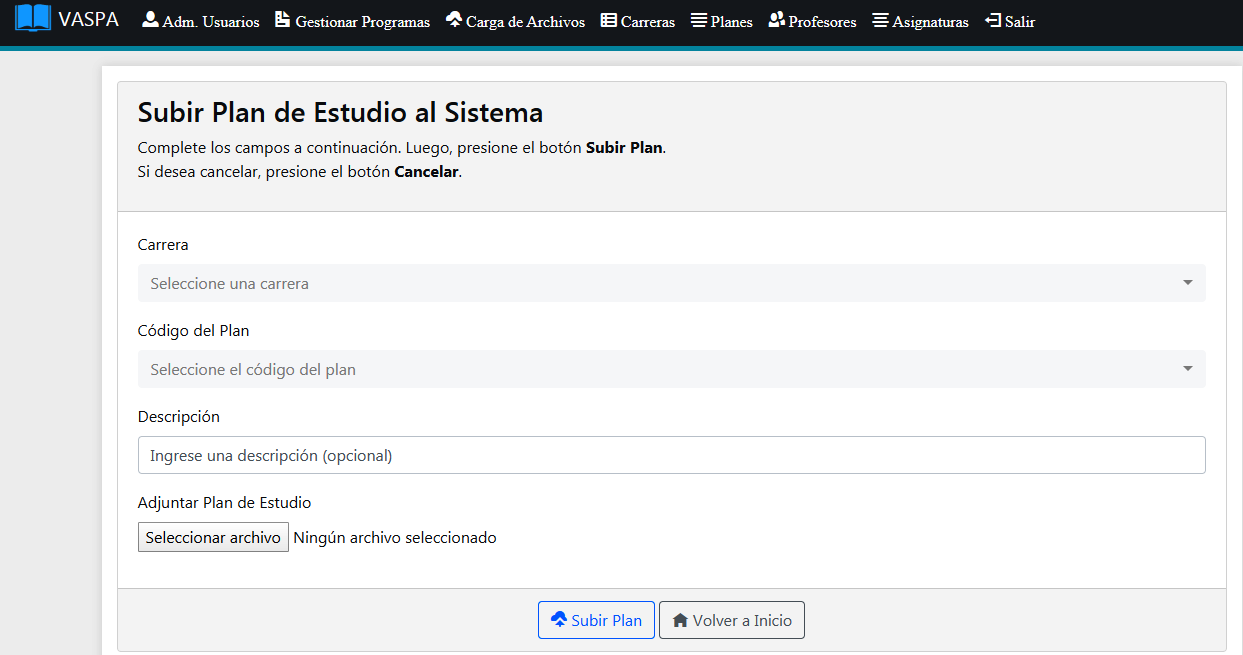 VASPA Adm. Usuarios Gestionar Programas Carga de Archivos Carreras Planes Profesores Asignaturas Salir
Subir Plan de Estudio al Sistema
Complete los campos a continuación. Luego, presione el botón Subir Plan.
Si desea cancelar, presione el botón Cancelar.
Carrera
Seleccione una carrera
Código del Plan
Seleccione el código del plan
Descripción
Ingrese una descripción (opcional)
Adjuntar Plan de Estudio
Seleccionar archivo Ningún archivo seleccionado
Subir Plan Volver a Inicio